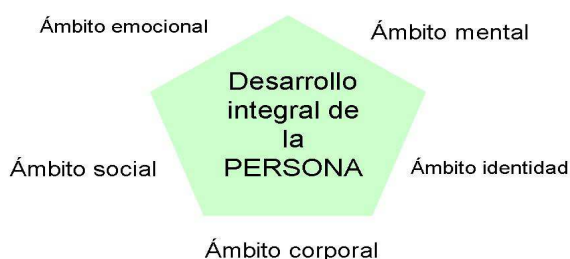 Ámbito emocional
Ámbito mental
Desarrollo
integral de
la
PERSONA
Ámbito social
Ámbito identidad
Ámbito corporal